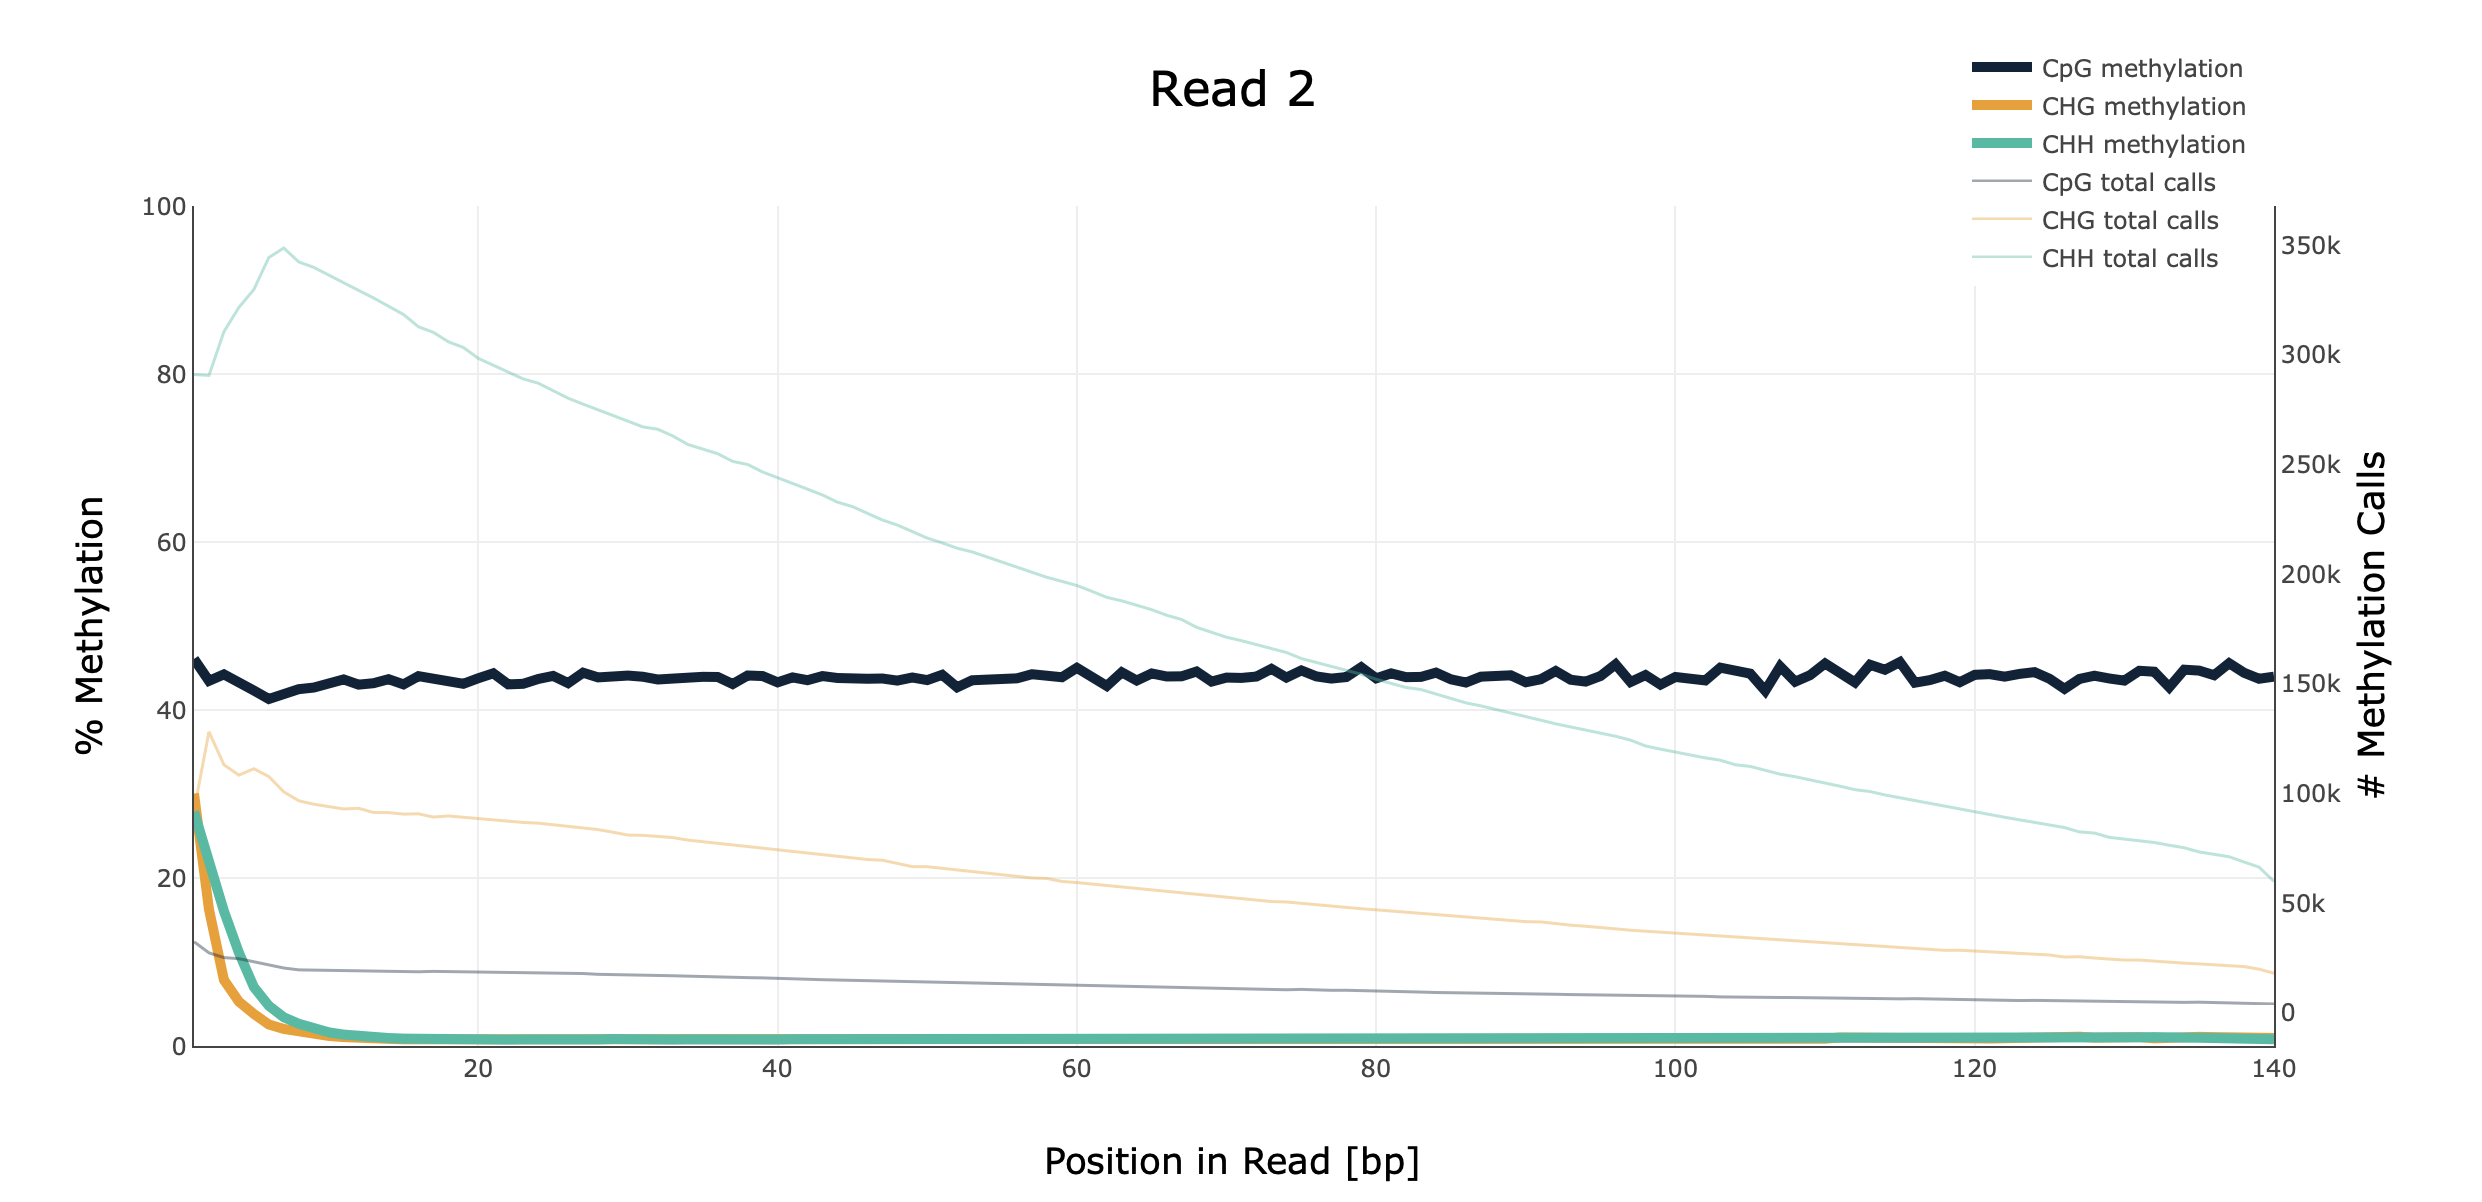 Read 2
CpG methylation
CHG methylation
CHH methylation
CpG total calls
CHG total calls
CHH total calls
% Methylation
100
80
60
40
20
0
350k
300k
250k
200k
150k
100k
50k
0
# Methylation Calls
20
40
60
80
100
120
140
Position in Read [bp]